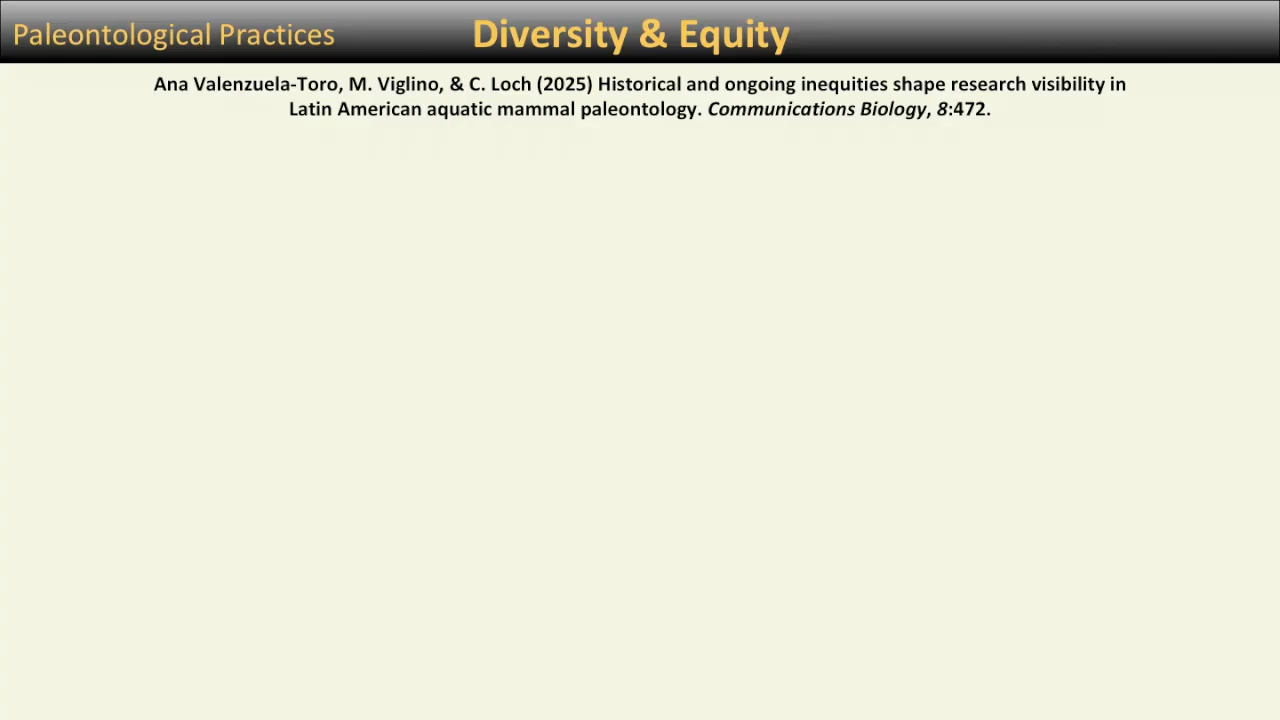 Paleontological Practices
Diversity & Equity
Ana Valenzuela-Toro, M. Viglino, & C. Loch (2025) Historical and ongoing inequities shape research visibility in
Latin American aquatic mammal paleontology. Communications Biology, 8:472.